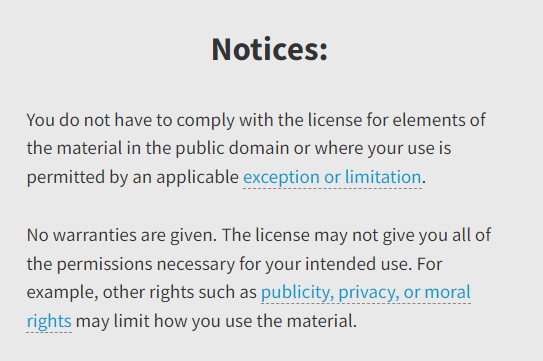 Notices:
You do not have to comply with the license for elements of
the material in the public domain or where your use is
permitted by an applicable exception or limitation.
No warranties are given. The license may not give you all of
the permissions necessary for your intended use. For
example, other rights such as publicity, privacy, or moral
rights may limit how you use the material.